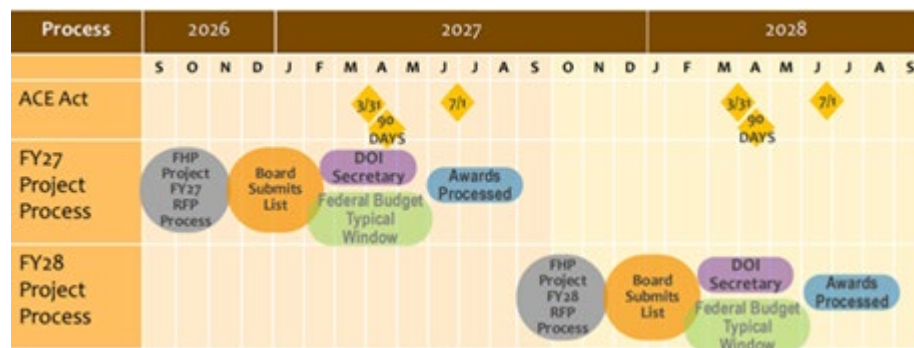 Process 2026 2027 2028
S O N D J F M A M J J A S O N D J F M A M J J A S
ACE Act
3/31 7/1 3/31 7/1
90 90
DAYS DAYS
FY27
Project
Process
FHP
Project
FY27
RFP
Process
Board
Submits
List
DOI
Secretary
Federal Budget
Typical
Window
Awards
Processed
FY28
Project
Process
FHP
Project
FY28
RFP
Process
Board
Submits
List
DOI
Secretary
Federal Budget
Typical
Window
Awards
Processed